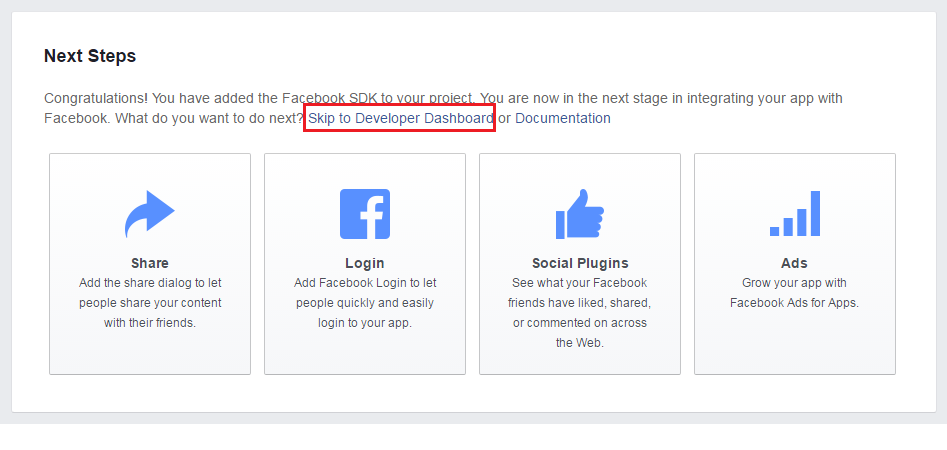 Next Steps
Congratulations! You have added the Facebook SDK to your project. You are now in the next stage in integrating your app with
Facebook. What do you want to do next? Skip to Developer Dashboard or Documentation
Share
Add the share dialog to let
people share your content
with their friends.
Login
Add Facebook Login to let
people quickly and easily
login to your app.
Social Plugins
See what your Facebook
friends have liked, shared,
or commented on across
the Web.
Ads
Grow your app with
Facebook Ads for Apps.